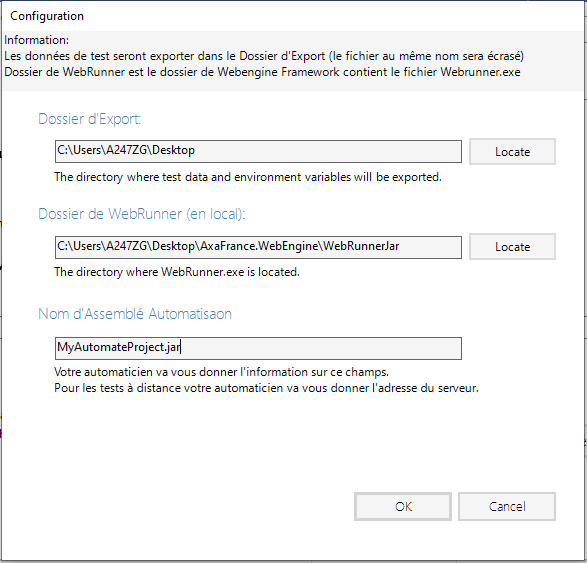 Configuration
Information:
Les données de test seront exporter dans le Dossier d'Export (le fichier au même nom sera écrasé)
Dossier de WebRunner est le dossier de Webengine Framework contient le fichier Webrunner.exe
Dossier d'Export:
C:\Users\A247ZG\Desktop
Locate
The directory where test data and environment variables will be exported.
Dossier de WebRunner (en local):
C:\Users\A247ZG\Desktop\AxaFrance.WebEngine\WebRunnerJar
Locate
The directory where WebRunner.exe is located.
Nom d'Assemblé Automatisaon
MyAutomateProject.jar
Votre automaticien va vous donner l'information sur ce champs.
Pour les tests à distance votre automaticien va vous donner l'adresse du serveur.
OK
Cancel